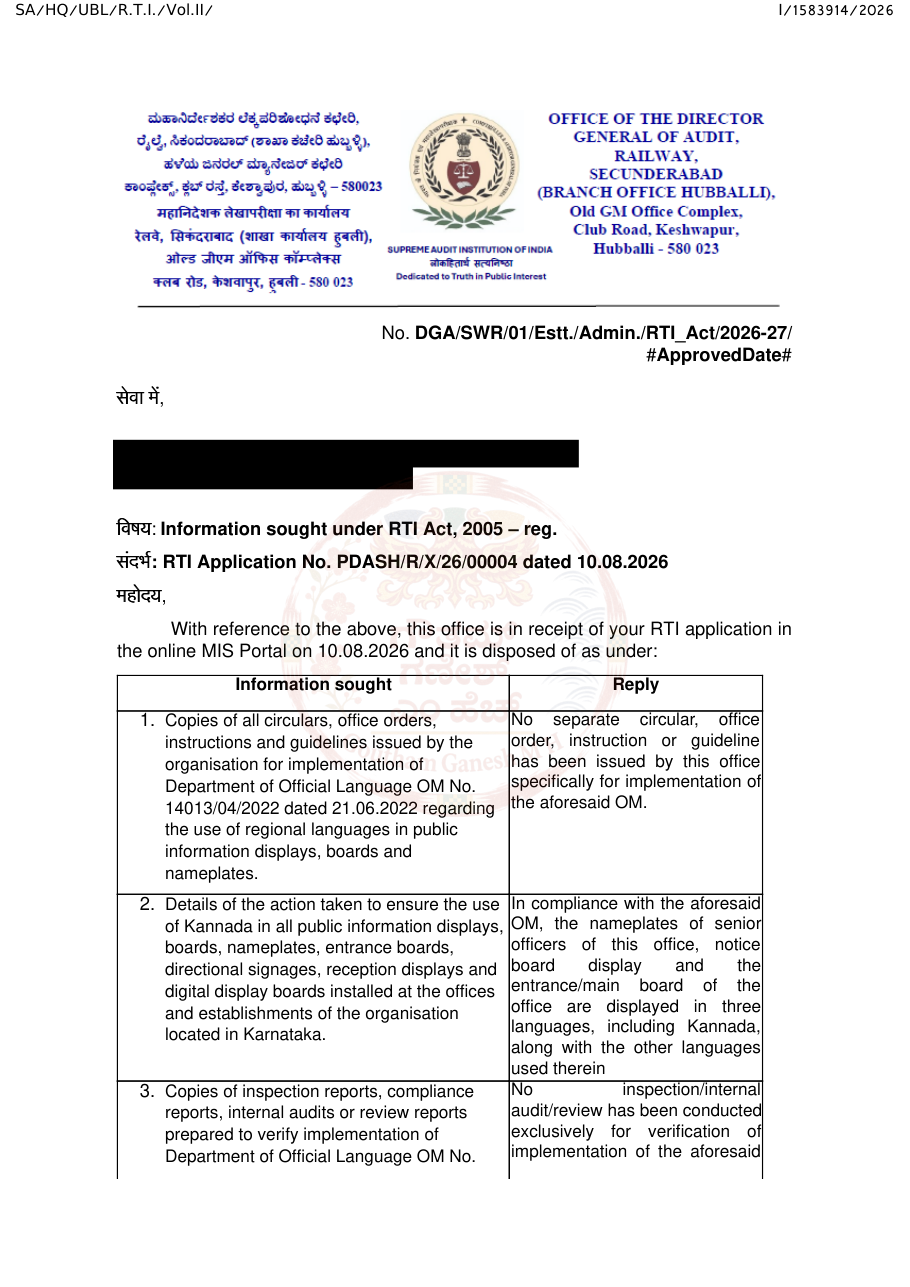 SA/HQ/UBL/R.T.I./Vol.II/
I/1583914/2026
ಮಹಾನಿರ್ದೇಶಕರ ಲೆಕ್ಕಪರಿಶೋಧನೆ ಕಛೇರಿ,
ರೈಲ್ವೆ, ಸಿಕಂದರಾಬಾದ್ (ಶಾಖಾ ಕಚೇರಿ ಹುಬ್ಬಳ್ಳಿ),
ಹಳೆಯ ಜನರಲ್ ಮ್ಯಾನೇಜರ್ ಕಛೇರಿ
ಕಾಂಪ್ಲೇಕ್ಸ್, ಕ್ಲಬ್ ರಸ್ತೆ, ಕೇಶ್ವಾಪುರ, ಹುಬ್ಬಳ್ಳಿ – 580023
महानिदेशक लेखापरीक्षा का कार्यालय
रेलवे, सिकंदराबाद (शाखा कार्यालय हुबली),
ओल्ड जीएम ऑफिस कॉम्प्लेक्स
क्लब रोड, केशवापुर, हुबली - 580 023
SUPREME AUDIT INSTITUTION OF INDIA
लोकहितार्थ सत्यनिष्ठा
Dedicated to Truth in Public Interest
OFFICE OF THE DIRECTOR
GENERAL OF AUDIT,
RAILWAY,
SECUNDERABAD
(BRANCH OFFICE HUBBALLI),
Old GM Office Complex,
Club Road, Keshwapur,
Hubballi - 580 023
No. DGA/SWR/01/Estt./Admin./RTI_Act/2026-27/
#ApprovedDate#
सेवा में,
विषय: Information sought under RTI Act, 2005 – reg.
संदर्भ: RTI Application No. PDASH/R/X/26/00004 dated 10.08.2026
महोदय,
With reference to the above, this office is in receipt of your RTI application in
the online MIS Portal on 10.08.2026 and it is disposed of as under:
Information sought
Reply
1. Copies of all circulars, office orders,
instructions and guidelines issued by the
organisation for implementation of
Department of Official Language OM No.
14013/04/2022 dated 21.06.2022 regarding
the use of regional languages in public
information displays, boards and
nameplates.
No separate circular, office
order, instruction or guideline
has been issued by this office
specifically for implementation of
the aforesaid OM.
2. Details of the action taken to ensure the use
of Kannada in all public information displays,
boards, nameplates, entrance boards,
directional signages, reception displays and
digital display boards installed at the offices
and establishments of the organisation
located in Karnataka.
In compliance with the aforesaid
OM, the nameplates of senior
officers of this office, notice
board display and the
entrance/main board of the
office are displayed in three
languages, including Kannada,
along with the other languages
used therein
3. Copies of inspection reports, compliance
reports, internal audits or review reports
prepared to verify implementation of
Department of Official Language OM No.
No inspection/internal
audit/review has been conducted
exclusively for verification of
implementation of the aforesaid